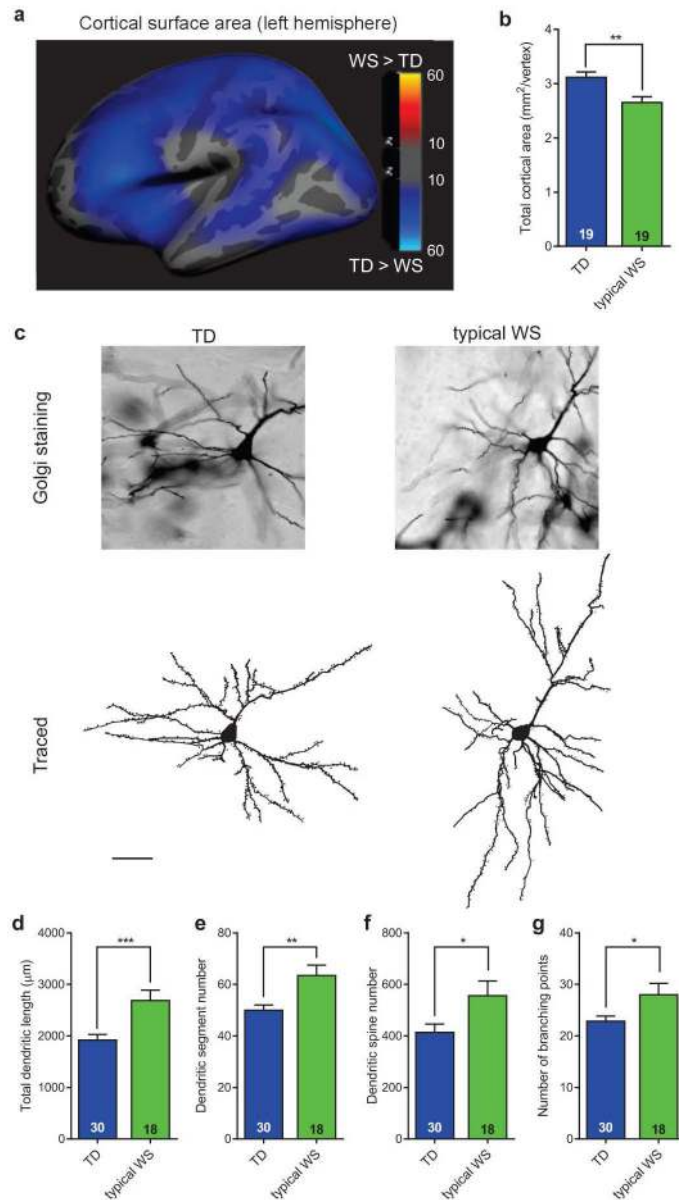 a
Cortical surface area (left hemisphere)
WS > TD
60
10
10
60
TD > WS
b
**
Total cortical area (mm²/vertex)
4
3
2
1
0
19
19
TD
typical WS
c
TD
typical WS
Golgi staining
Traced
d
***
Total dendritic length (μm)
4000
3000
2000
1000
0
30
18
TD
typical WS
e
**
Dendritic segment number
80
60
40
20
0
30
18
TD
typical WS
f
*
Dendritic spine number
800
600
400
200
0
30
18
TD
typical WS
g
*
Number of branching points
40
30
20
10
0
30
18
TD
typical WS